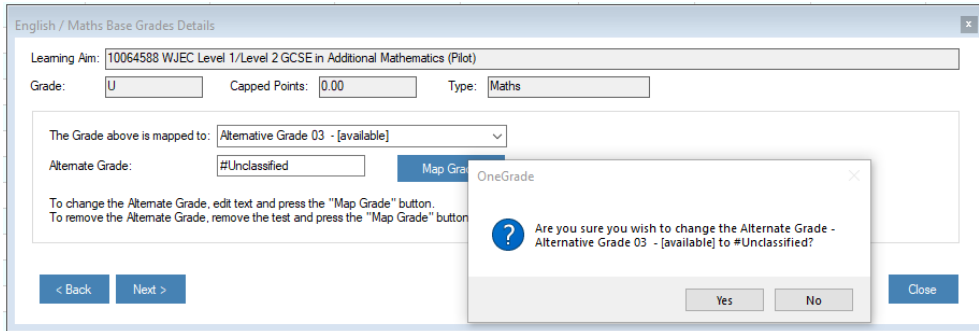 English / Maths Base Grades Details
x
Learning Aim: 10064588 WJEC Level 1/Level 2 GCSE in Additional Mathematics (Pilot)
Grade: U Capped Points: 0.00 Type: Maths
The Grade above is mapped to: Alternative Grade 03 - [available]
Alternate Grade: #Unclassified Map Gra
To change the Alternate Grade, edit text and press the "Map Grade" button.
To remove the Alternate Grade, remove the test and press the "Map Grade" button
OneGrade
?
Are you sure you wish to change the Alternate Grade -
Alternative Grade 03 - [available] to #Unclassified?
Yes No
< Back Next > Close